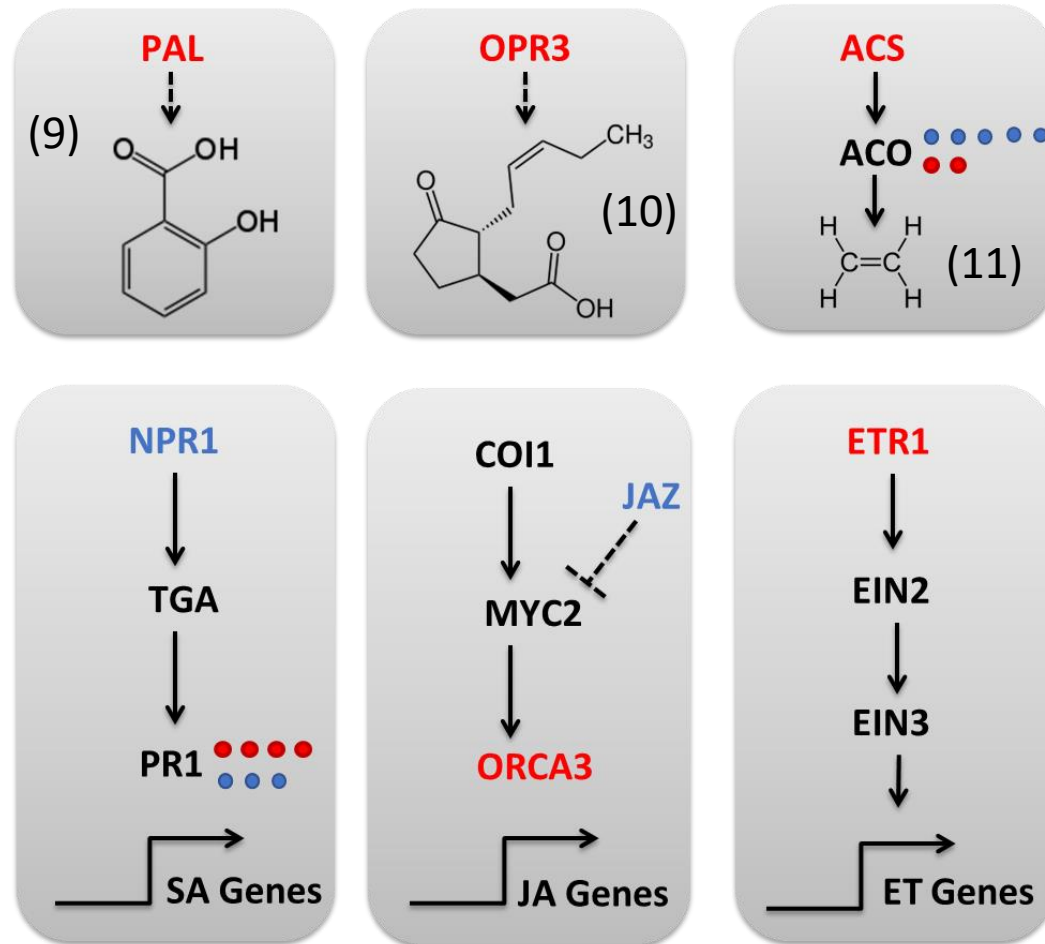 PAL
(9)
O OH
OH
OPR3
CH₃
O
(10)
O
OH
ACS
ACO
H H
C=C
H H
(11)
NPR1
TGA
PR1
SA Genes
COI1
JAZ
MYC2
ORCA3
JA Genes
ETR1
EIN2
EIN3
ET Genes